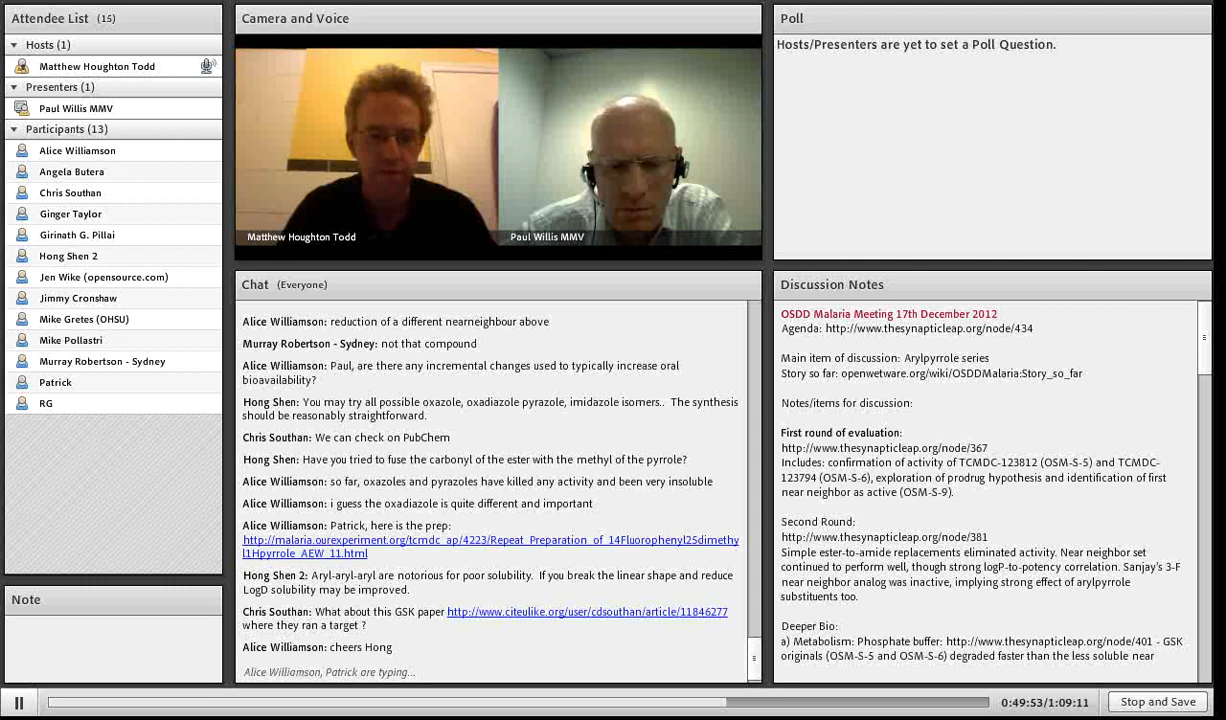 Attendee List (15)
Hosts (1)
Matthew Houghton Todd
Presenters (1)
Paul Willis MMV
Participants (13)
Alice Williamson
Angela Butera
Chris Southan
Ginger Taylor
Girinath G. Pillai
Hong Shen 2
Jen Wike (opensource.com)
Jimmy Cronshaw
Mike Gretes (OHSU)
Mike Pollastri
Murray Robertson - Sydney
Patrick
RG
Note
Camera and Voice
Matthew Houghton Todd
Paul Willis MMV
Chat (Everyone)
Alice Williamson: reduction of a different nearneighbour above
Murray Robertson - Sydney: not that compound
Alice Williamson: Paul, are there any incremental changes used to typically increase oral
bioavailability?
Hong Shen: You may try all possible oxazole, oxadiazole pyrazole, imidazole isomers.. The synthesis
should be reasonably straightforward.
Chris Southan: We can check on PubChem
Hong Shen: Have you tried to fuse the carbonyl of the ester with the methyl of the pyrrole?
Alice Williamson: so far, oxazoles and pyrazoles have killed any activity and been very insoluble
Alice Williamson: i guess the oxadiazole is quite different and important
Alice Williamson: Patrick, here is the prep:
http://malaria.ourexperiment.org/tcmdc_ap/4223/Repeat_Preparation_of_14Fluorophenyl25dimethy
l1Hpyrrole_AEW_11.html
Hong Shen 2: Aryl-aryl-aryl are notorious for poor solubility. If you break the linear shape and reduce
LogD solubility may be improved.
Chris Southan: What about this GSK paper http://www.citeulike.org/user/cdsouthan/article/11846277
where they ran a target ?
Alice Williamson: cheers Hong
Alice Williamson, Patrick are typing...
Poll
Hosts/Presenters are yet to set a Poll Question.
Discussion Notes
OSDD Malaria Meeting 17th December 2012
Agenda: http://www.thesynapticleap.org/node/434
Main item of discussion: Arylpyrrole series
Story so far: openwetware.org/wiki/OSDDMalaria:Story_so_far
Notes/items for discussion:
First round of evaluation:
http://www.thesynapticleap.org/node/367
Includes: confirmation of activity of TCMDC-123812 (OSM-S-5) and TCMDC-
123794 (OSM-S-6), exploration of prodrug hypothesis and identification of first
near neighbor as active (OSM-S-9).
Second Round:
http://www.thesynapticleap.org/node/381
Simple ester-to-amide replacements eliminated activity. Near neighbor set
continued to perform well, though strong logP-to-potency correlation. Sanjay's 3-F
near neighbor analog was inactive, implying strong effect of arylpyrrole
substituents too.
Deeper Bio:
a) Metabolism: Phosphate buffer: http://www.thesynapticleap.org/node/401 - GSK
originals (OSM-S-5 and OSM-S-6) degraded faster than the less soluble near
0:49:53/1:09:11
Stop and Save